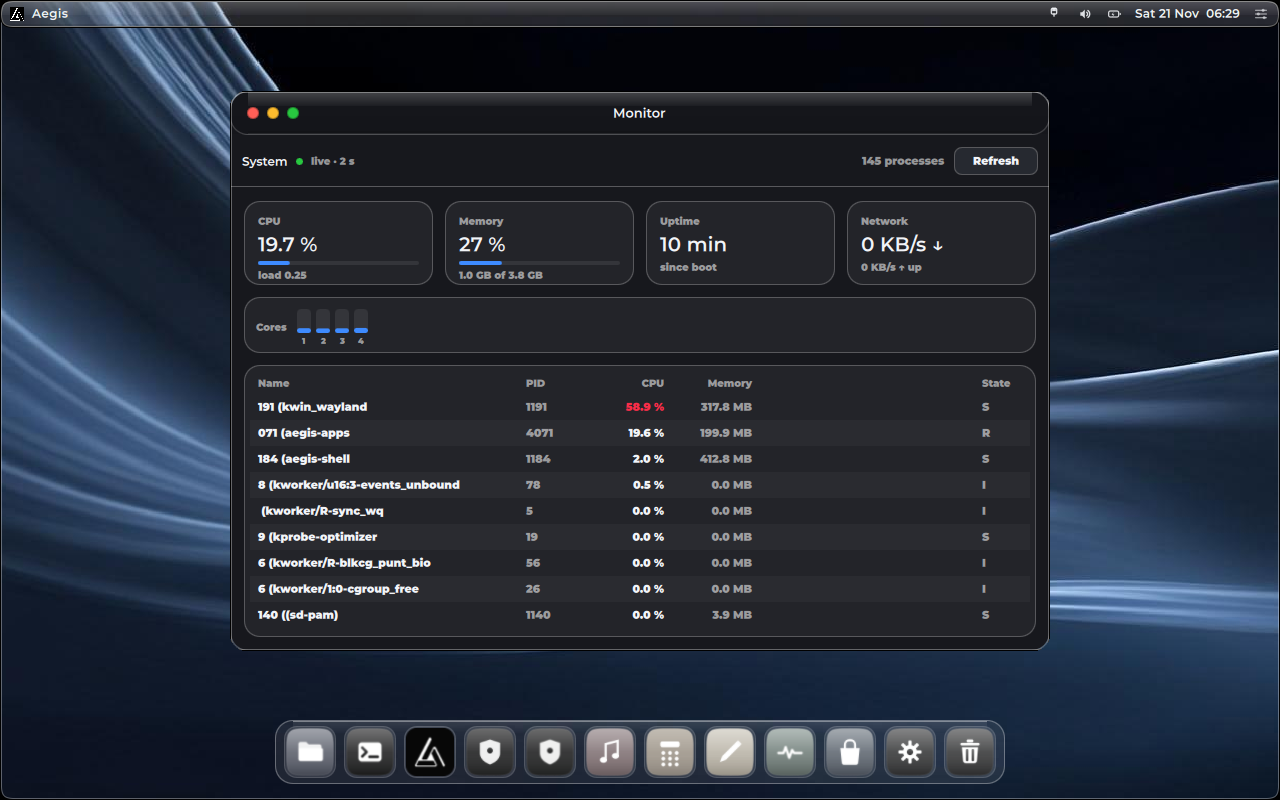 Aegis
Sat 21 Nov 06:29
Monitor
System live • 2 s
145 processes Refresh
CPU
19.7 %
load 0.25
Memory
27 %
1.0 GB of 3.8 GB
Uptime
10 min
since boot
Network
0 KB/s ↓
0 KB/s ↑ up
Cores
1 2 3 4
Name PID CPU Memory State
191 (kwin_wayland 1191 58.9 % 317.8 MB S
071 (aegis-apps 4071 19.6 % 199.9 MB R
184 (aegis-shell 1184 2.0 % 412.8 MB S
8 (kworker/u16:3-events_unbound 78 0.5 % 0.0 MB I
(kworker/R-sync_wq 5 0.0 % 0.0 MB I
9 (kprobe-optimizer 19 0.0 % 0.0 MB S
6 (kworker/R-blkcg_punt_bio 56 0.0 % 0.0 MB I
6 (kworker/1:0-cgroup_free 26 0.0 % 0.0 MB I
140 ((sd-pam) 1140 0.0 % 3.9 MB S